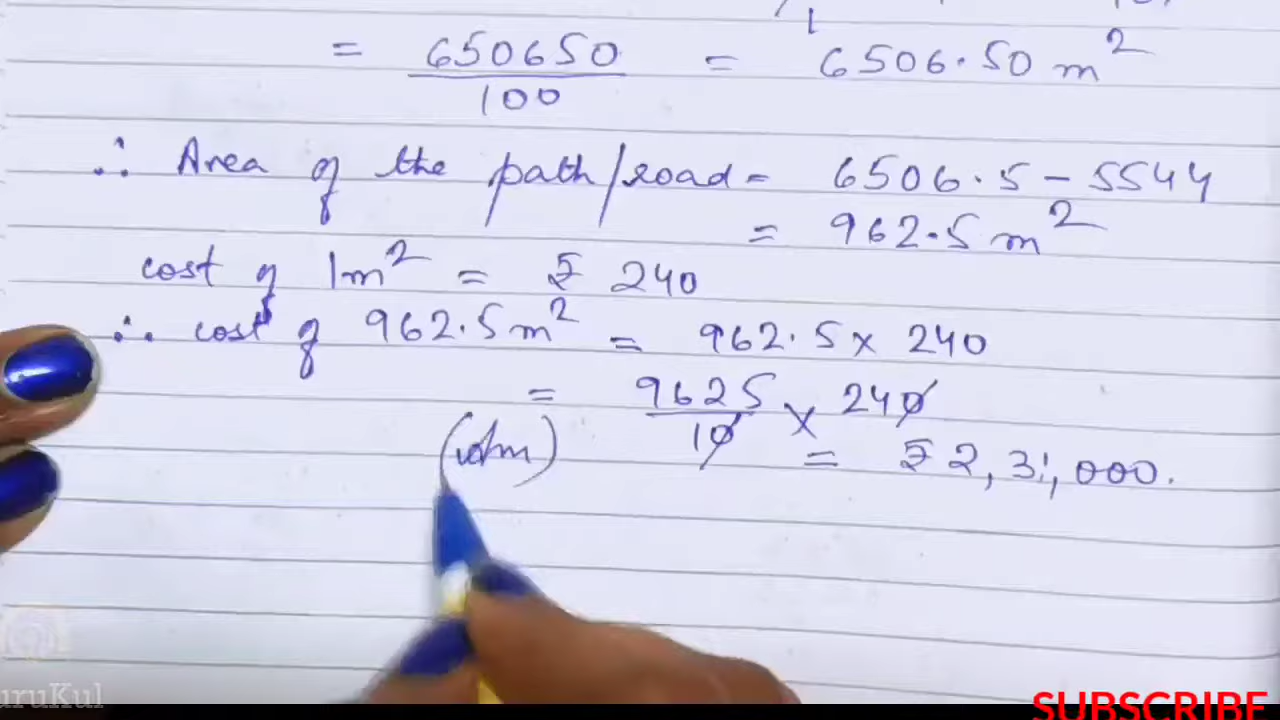 = 650650/100 = 6506.50 m²
∴ Area of the path/road = 6506.5 - 5544
= 962.5 m²
cost of 1m² = ₹ 240
∴ cost of 962.5 m² = 962.5 x 240
= 9625/10 x 240
= ₹ 2,31,000.
uruKul
SUBSCRIBE